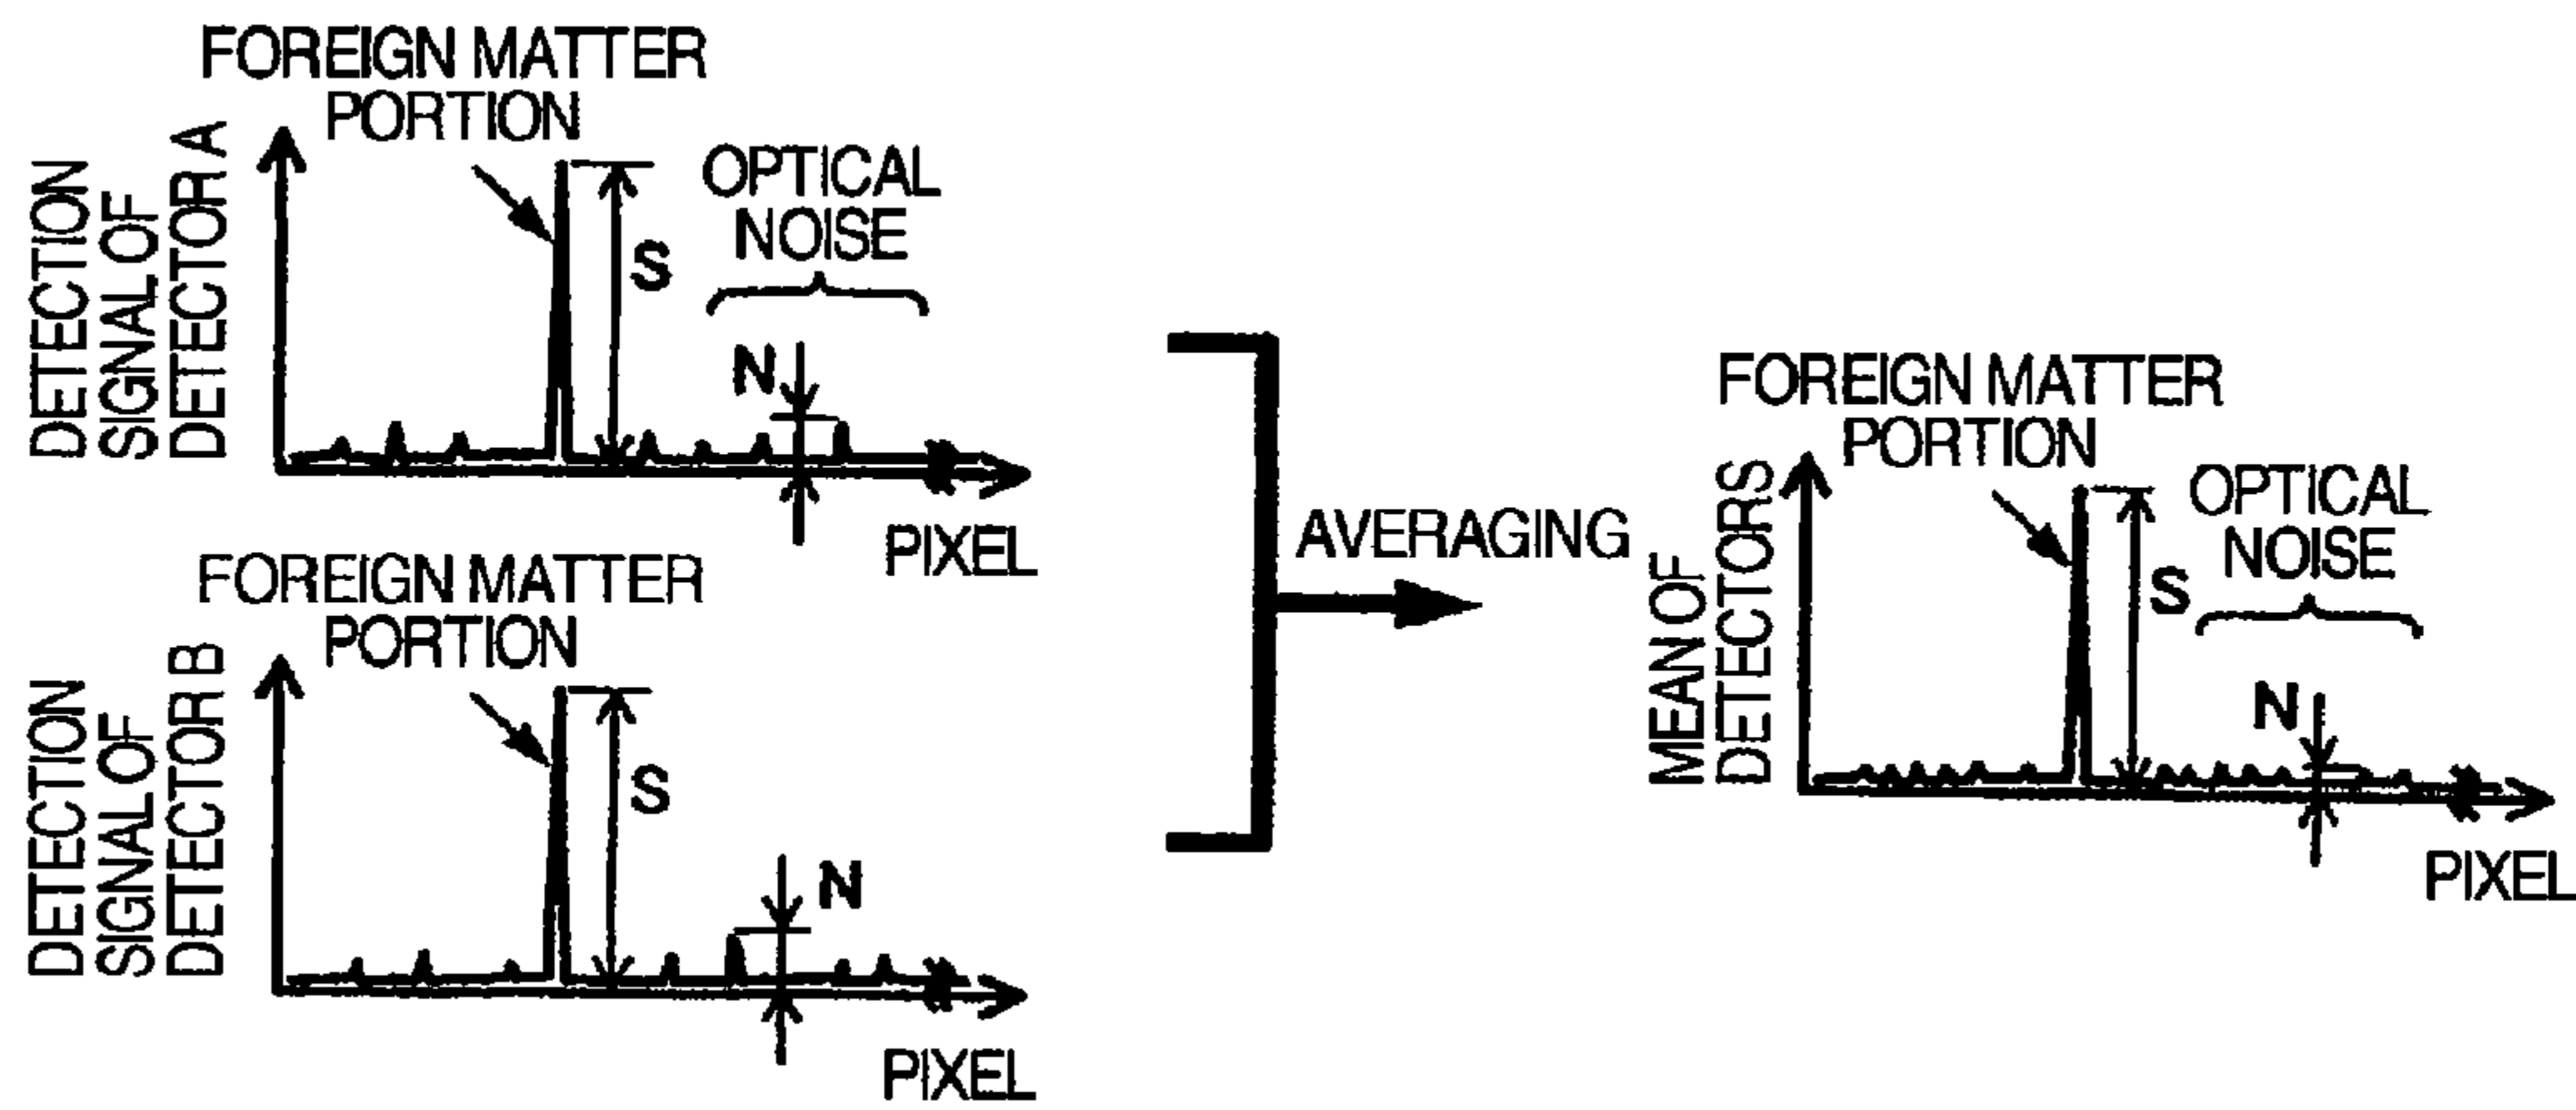 FOREIGN MATTER
PORTION
DETECTION
SIGNAL OF
DETECTOR A
OPTICAL
NOISE
S
N
PIXEL
FOREIGN MATTER
PORTION
DETECTION
SIGNAL OF
DETECTOR B
S
N
PIXEL
AVERAGING
FOREIGN MATTER
PORTION
MEAN OF
DETECTORS
OPTICAL
NOISE
S
N
PIXEL